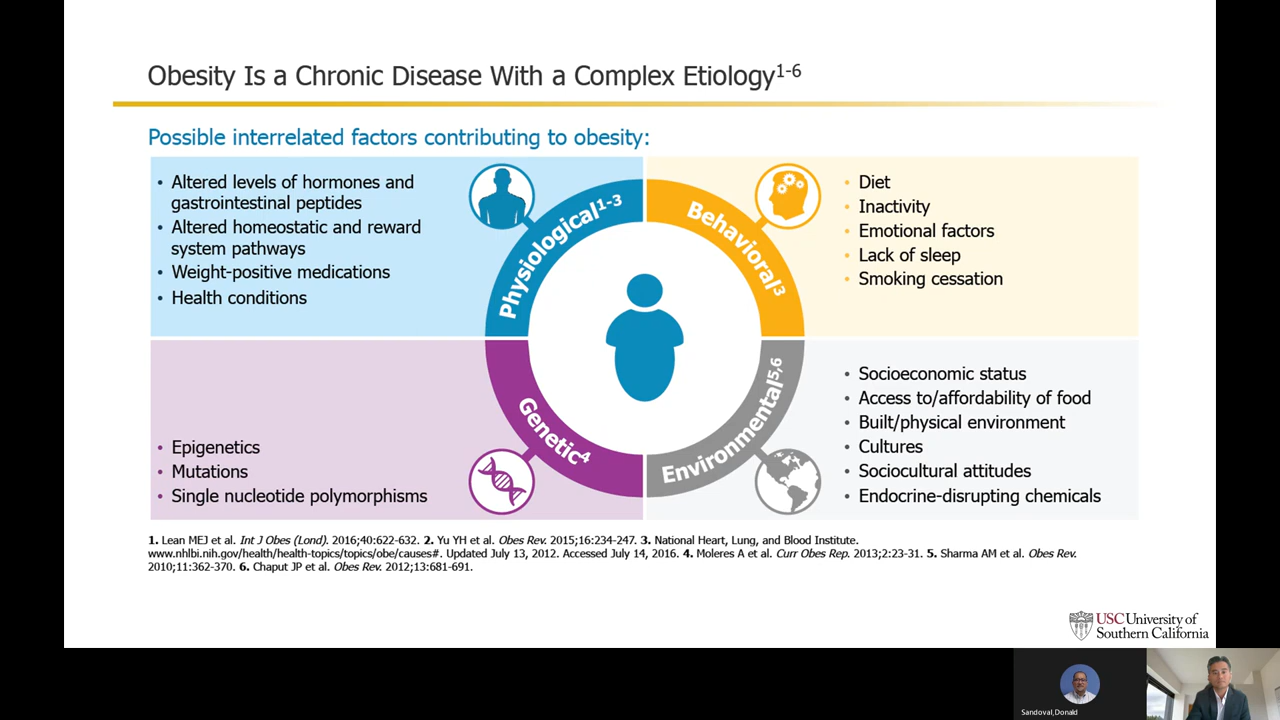 Obesity Is a Chronic Disease With a Complex Etiology1-6
Possible interrelated factors contributing to obesity:
• Altered levels of hormones and
gastrointestinal peptides
• Altered homeostatic and reward
system pathways
• Weight-positive medications
• Health conditions
Physiological1-3
Behavioral3
• Diet
• Inactivity
• Emotional factors
• Lack of sleep
• Smoking cessation
• Epigenetics
• Mutations
• Single nucleotide polymorphisms
Genetic4
Environmental5,6
• Socioeconomic status
• Access to/affordability of food
• Built/physical environment
• Cultures
• Sociocultural attitudes
• Endocrine-disrupting chemicals
1. Lean MEJ et al. Int J Obes (Lond). 2016;40:622-632. 2. Yu YH et al. Obes Rev. 2015;16:234-247. 3. National Heart, Lung, and Blood Institute.
www.nhlbi.nih.gov/health/health-topics/topics/obe/causes#. Updated July 13, 2012. Accessed July 14, 2016. 4. Moleres A et al. Curr Obes Rep. 2013;2:23-31. 5. Sharma AM et al. Obes Rev.
2010;11:362-370. 6. Chaput JP et al. Obes Rev. 2012;13:681-691.
USC University of
Southern California
Sandoval,Donald